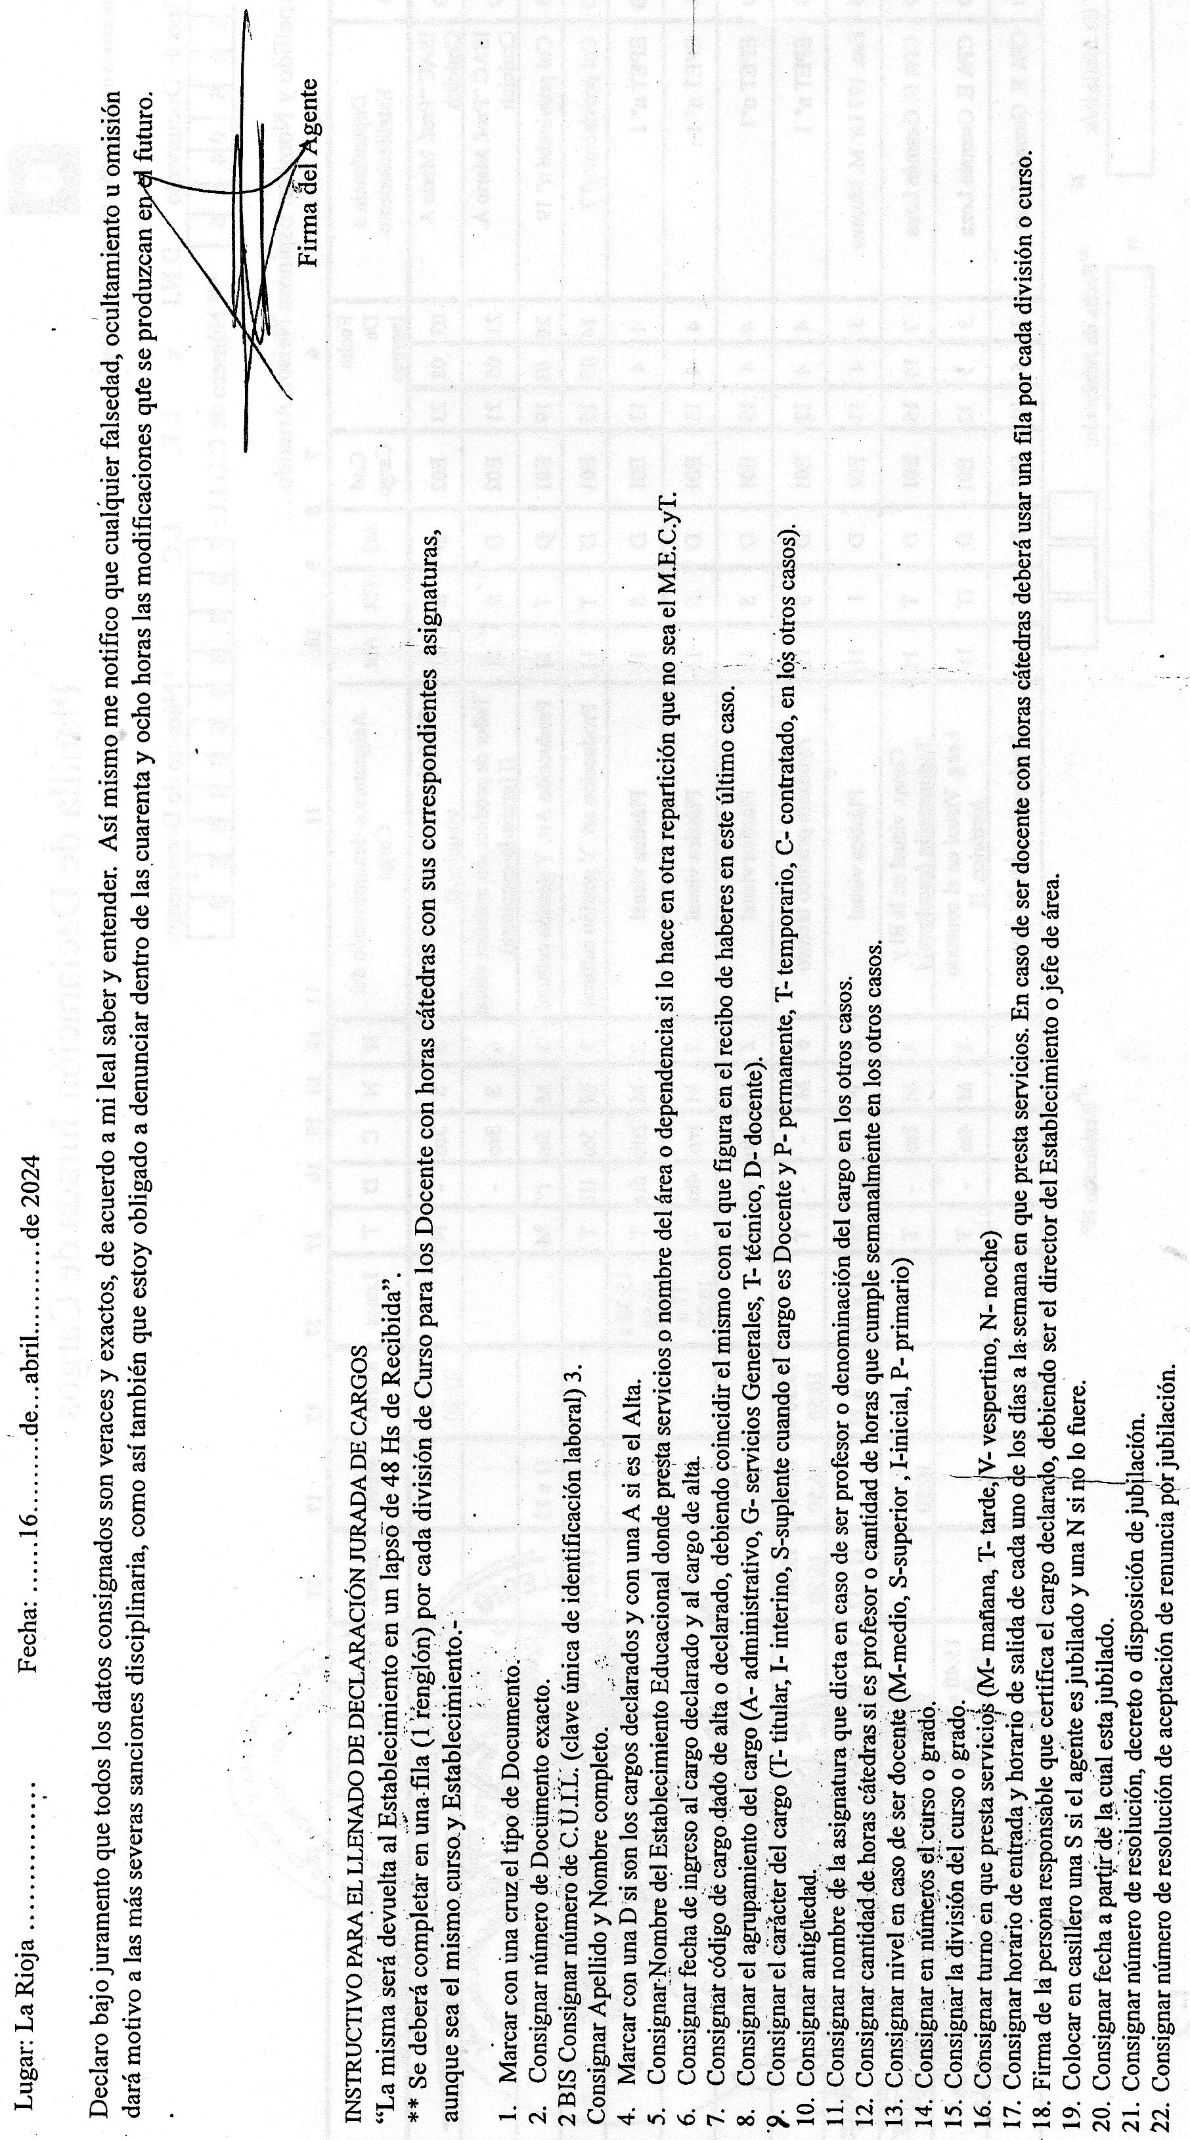 Lugar: La Rioja ............... Fecha: ......16.........de...abril...........de 2024
Declaro bajo juramento que todos los datos consignados son veraces y exactos, de acuerdo a mi leal saber y entender. Así mismo me notifico que cualquier falsedad, ocultamiento u omisión
dará motivo a las más severas sanciones disciplinaria, como así también que estoy obligado a denunciar dentro de las cuarenta y ocho horas las modificaciones que se produzcan en el futuro.
Firma del Agente
INSTRUCTIVO PARA EL LLENADO DE DECLARACIÓN JURADA DE CARGOS
“La misma será devuelta al Establecimiento en un lapso de 48 Hs de Recibida”.
** Se deberá completar en una fila (1 renglón) por cada división de Curso para los Docente con horas cátedras con sus correspondientes asignaturas,
aunque sea el mismo curso y Establecimiento.-
1. Marcar con una cruz el tipo de Documento.
2. Consignar número de Documento exacto.
2 BIS Consignar número de C.U.I.L. (clave única de identificación laboral) 3.
Consignar Apellido y Nombre completo.
4. Marcar con una D si son los cargos declarados y con una A si es el Alta.
5. Consignar Nombre del Establecimiento Educacional donde presta servicios o nombre del área o dependencia si lo hace en otra repartición que no sea el M.E.C.yT.
6. Consignar fecha de ingreso al cargo declarado y al cargo de alta.
7. Consignar código de cargo dado de alta o declarado, debiendo coincidir el mismo con el que figura en el recibo de haberes en este último caso.
8. Consignar el agrupamiento del cargo (A- administrativo, G- servicios Generales, T- técnico, D- docente).
9. Consignar el carácter del cargo (T- titular, I- interino, S-suplente cuando el cargo es Docente y P- permanente, T- temporario, C- contratado, en los otros casos).
10. Consignar antigüedad.
11. Consignar nombre de la asignatura que dicta en caso de ser profesor o denominación del cargo en los otros casos.
12. Consignar cantidad de horas cátedras si es profesor o cantidad de horas que cumple semanalmente en los otros casos.
13. Consignar nivel en caso de ser docente (M-medio, S-superior , I-inicial, P- primario)
14. Consignar en números el curso o grado.
15. Consignar la división del curso o grado.
16. Consignar turno en que presta servicios (M- mañana, T- tarde, V- vespertino, N- noche)
17. Consignar horario de entrada y horario de salida de cada uno de los días a la semana en que presta servicios. En caso de ser docente con horas cátedras deberá usar una fila por cada división o curso.
18. Firma de la persona responsable que certifica el cargo declarado, debiendo ser el director del Establecimiento o jefe de área.
19. Colocar en casillero una S si el agente es jubilado y una N si no lo fuere.
20. Consignar fecha a partir de la cual esta jubilado.
21. Consignar número de resolución, decreto o disposición de jubilación.
22. Consignar número de resolución de aceptación de renuncia por jubilación.